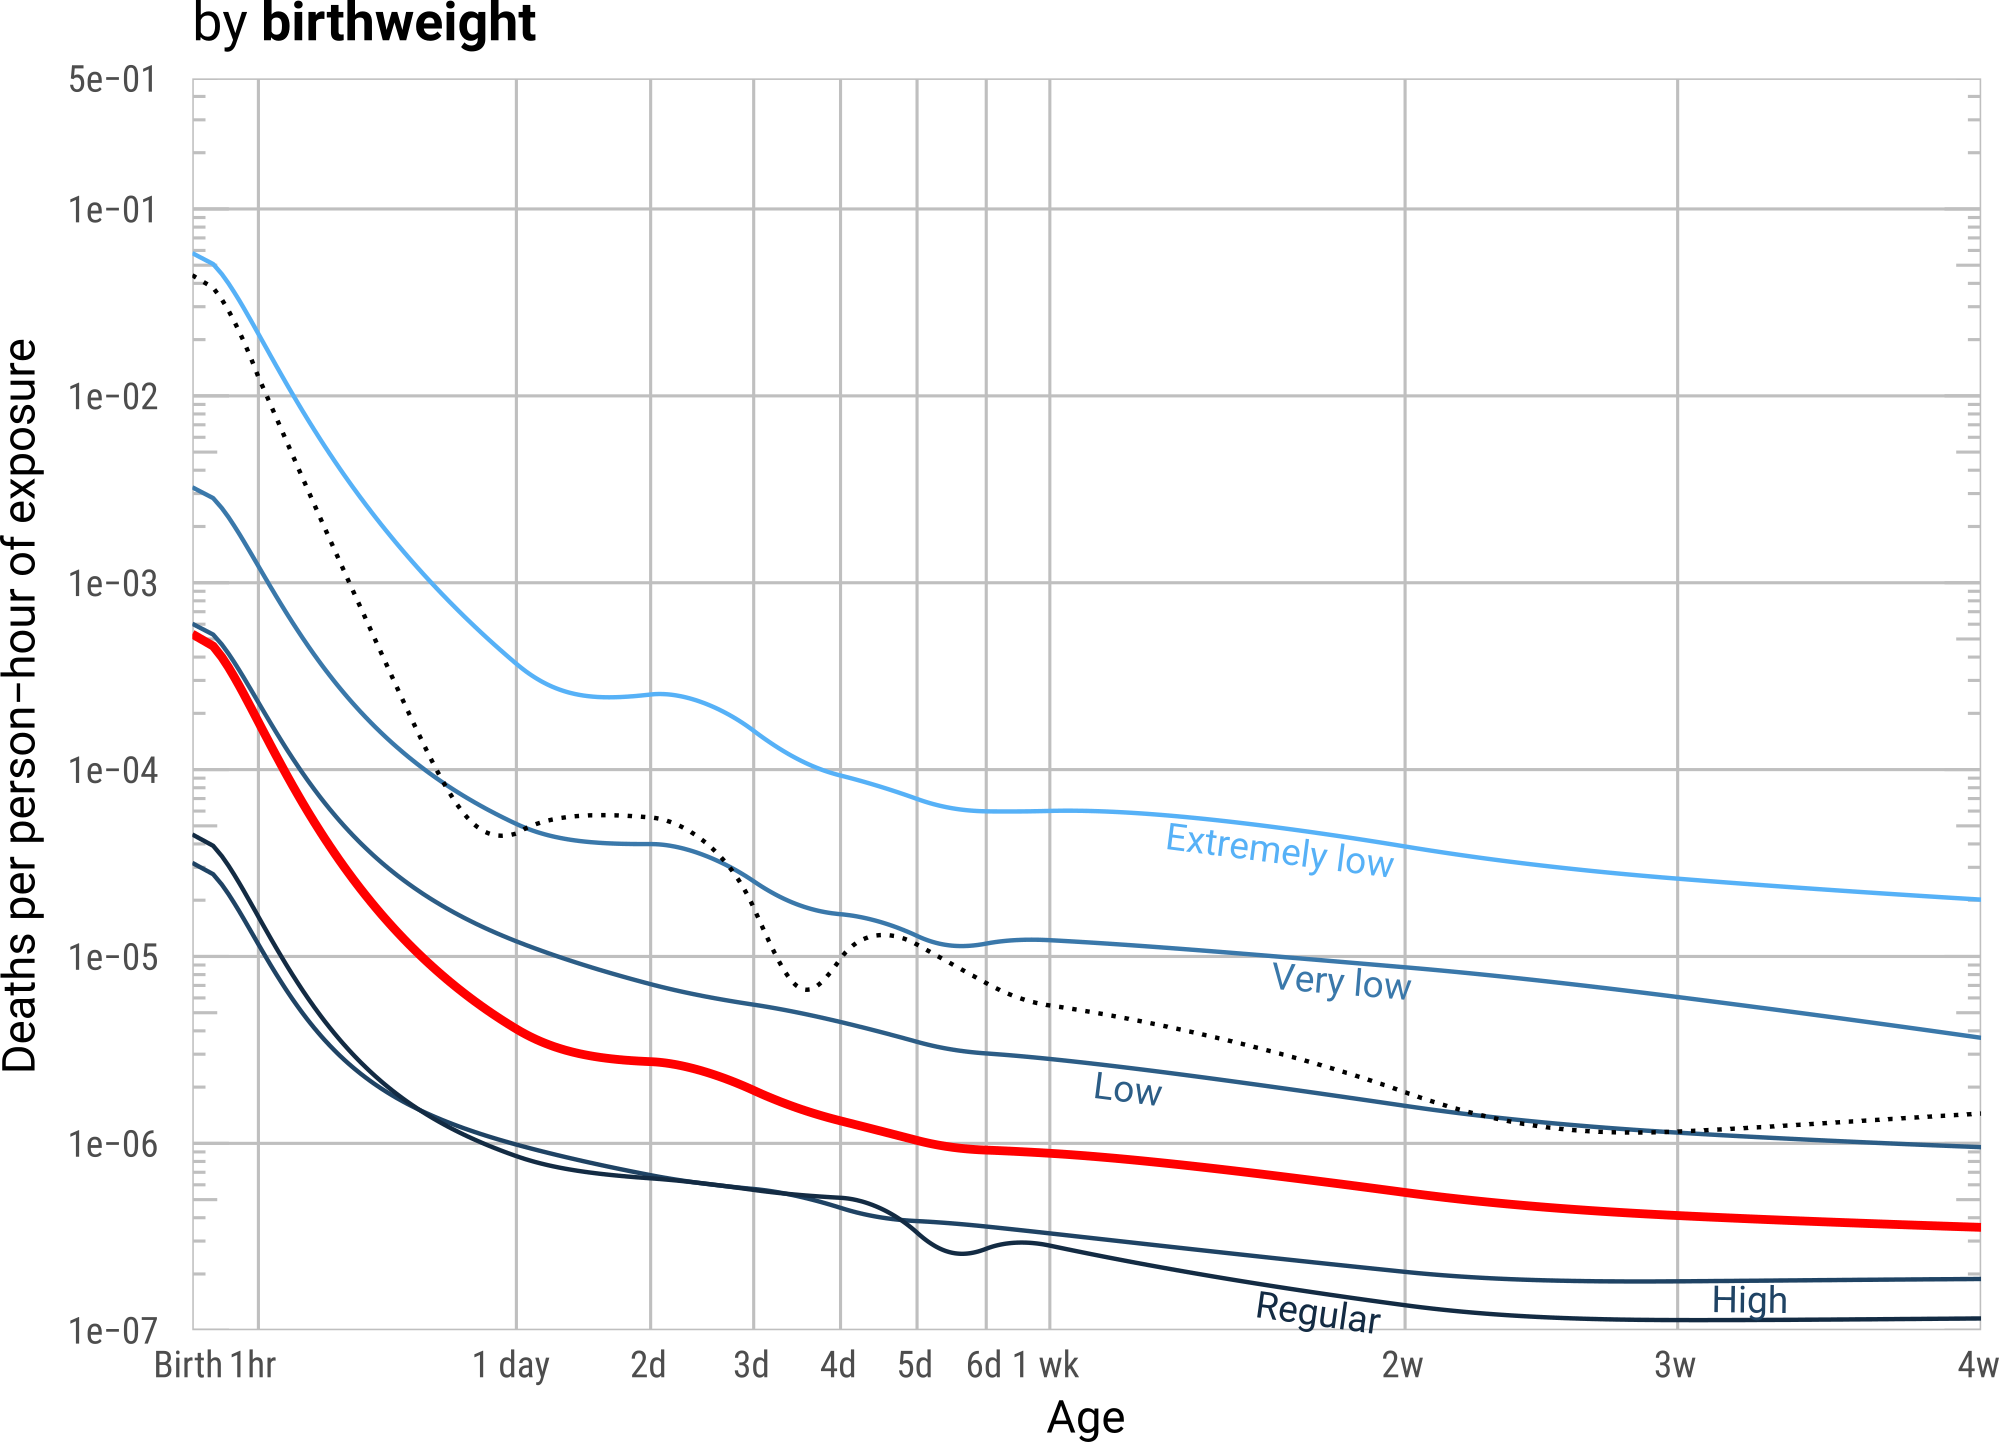 by birthweight
5e−01
1e−01
1e−02
1e−03
1e−04
1e−05
1e−06
1e−07
Deaths per person−hour of exposure
Extremely low
Very low
Low
High
Regular
Birth 1hr 1 day 2d 3d 4d 5d 6d 1 wk 2w 3w 4w
Age